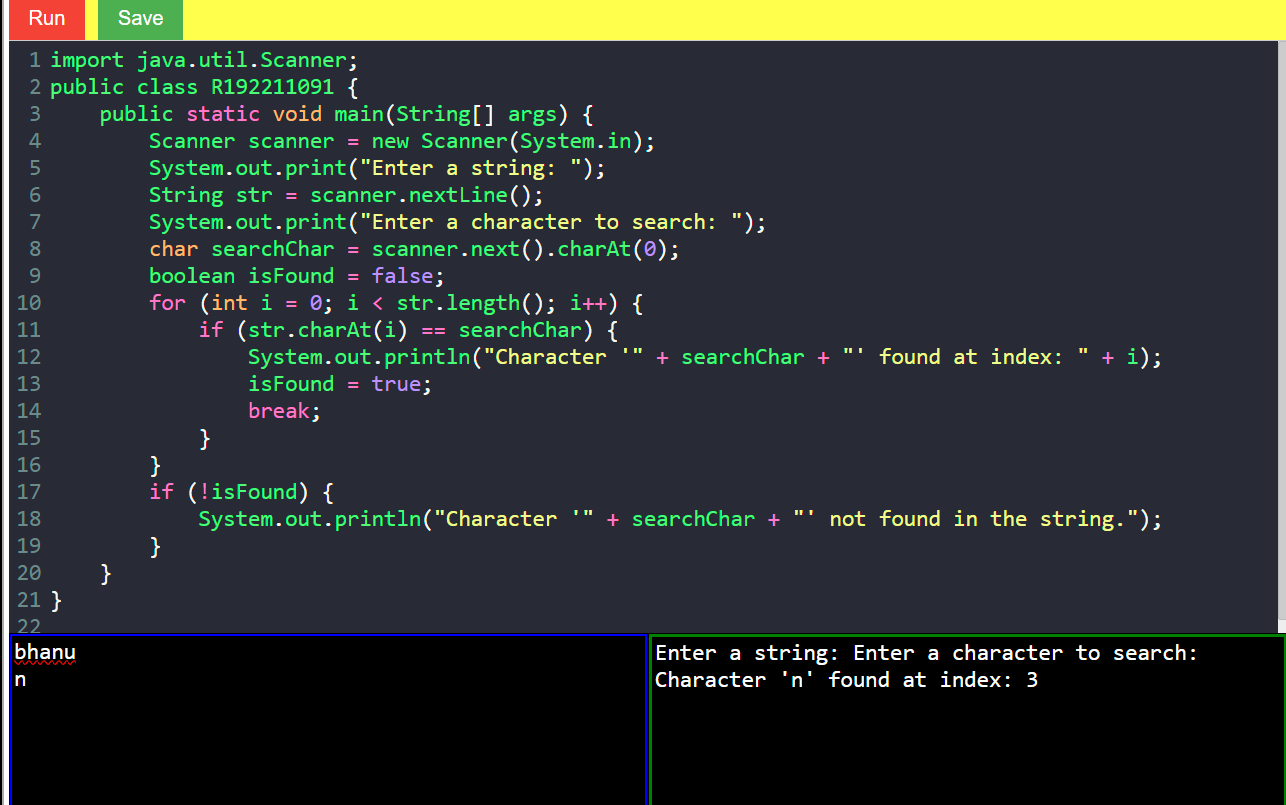 Run Save
1 import java.util.Scanner;
2 public class R192211091 {
3     public static void main(String[] args) {
4         Scanner scanner = new Scanner(System.in);
5         System.out.print("Enter a string: ");
6         String str = scanner.nextLine();
7         System.out.print("Enter a character to search: ");
8         char searchChar = scanner.next().charAt(0);
9         boolean isFound = false;
10         for (int i = 0; i < str.length(); i++) {
11             if (str.charAt(i) == searchChar) {
12                 System.out.println("Character '" + searchChar + "' found at index: " + i);
13                 isFound = true;
14                 break;
15             }
16         }
17         if (!isFound) {
18             System.out.println("Character '" + searchChar + "' not found in the string.");
19         }
20     }
21 }
22
bhanu
n
Enter a string: Enter a character to search:
Character 'n' found at index: 3